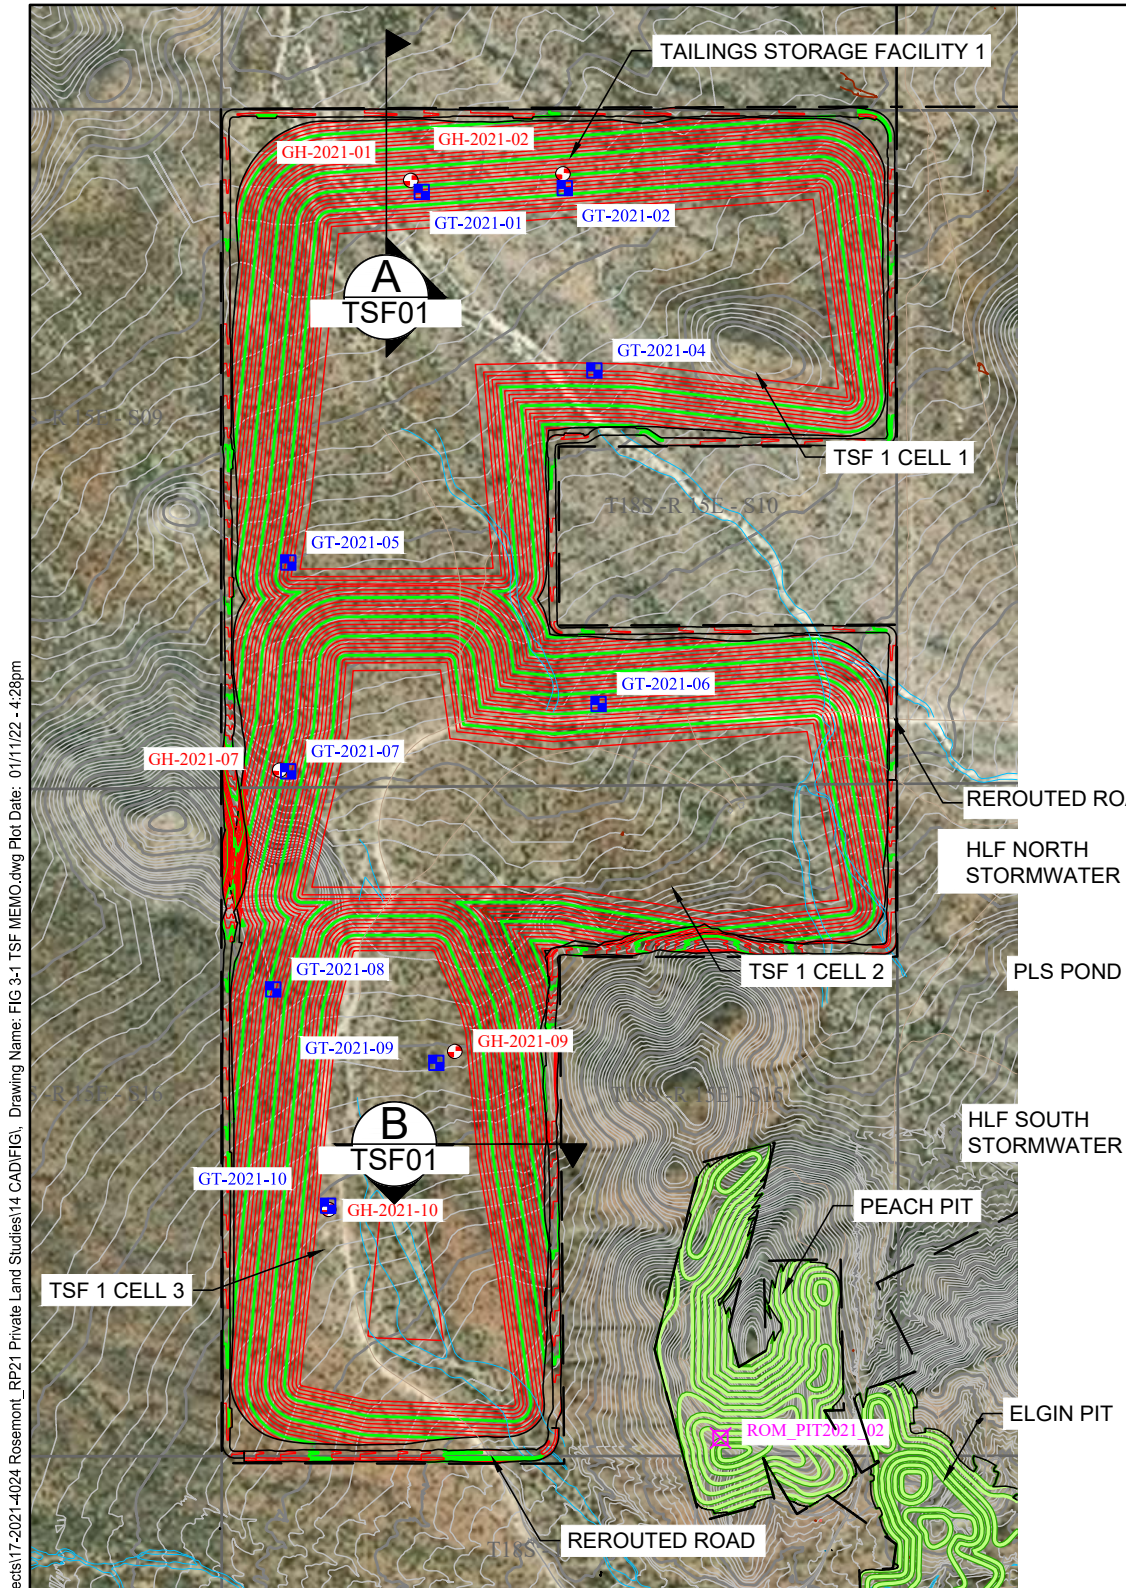 TAILINGS STORAGE FACILITY 1
GH-2021-02
GH-2021-01
GT-2021-01
GT-2021-02
A
TSF01
GT-2021-04
TSF 1 CELL 1
T18S -R 15E - S10
GT-2021-05
GT-2021-06
GT-2021-07
GH-2021-07
REROUTED ROA
HLF NORTH
STORMWATER
TSF 1 CELL 2
PLS POND
GT-2021-08
GT-2021-09
GH-2021-09
B
TSF01
HLF SOUTH
STORMWATER
GT-2021-10
GH-2021-10
PEACH PIT
TSF 1 CELL 3
ROM_PIT2021_02
ELGIN PIT
REROUTED ROAD
T18S
ects\17-2021-4024 Rosemont_RP21 Private Land Studies\14 CAD\FIG\, Drawing Name: FIG 3-1 TSF MEMO.dwg Plot Date: 01/11/22 - 4:28pm